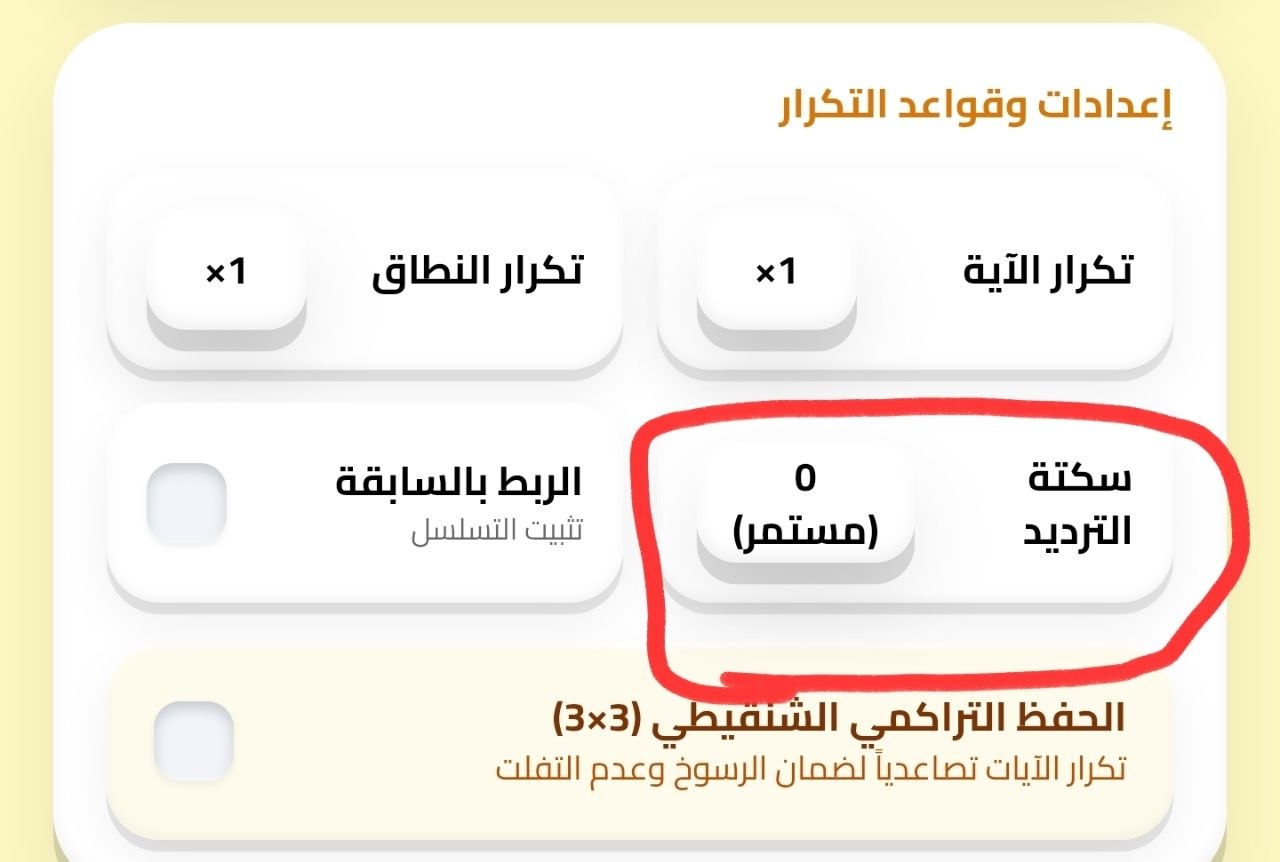 إعدادات وقواعد التكرار
تكرار الآية
×1
تكرار النطاق
×1
سكتة
الترديد
0
(مستمر)
الربط بالسابقة
تثبيت التسلسل
الحفظ التراكمي الشنقيطي (3×3)
تكرار الآيات تصاعدياً لضمان الرسوخ وعدم التفلت